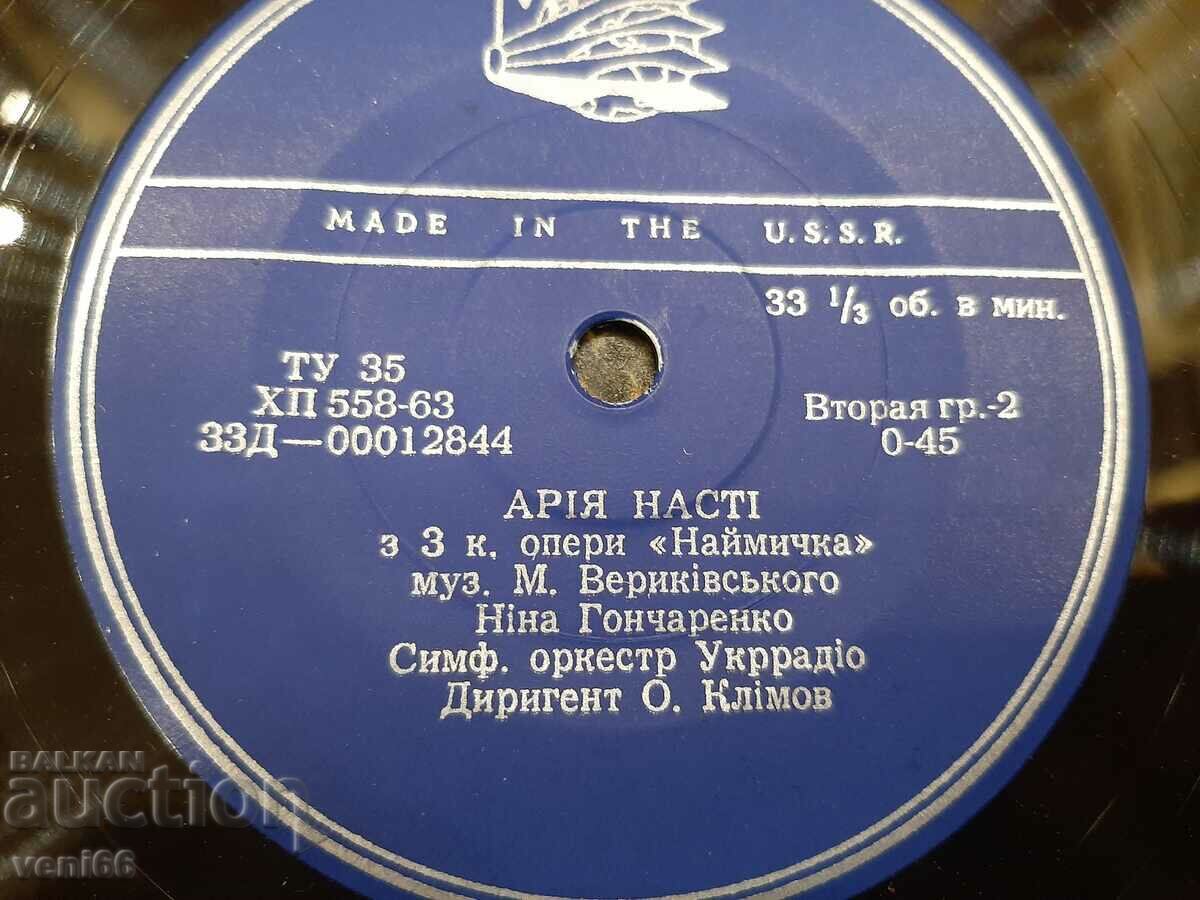 MADE IN THE U.S.S.R.
33 1/3 об. в мин.
ТУ 35
ХП 558-63
33Д—00012844
Вторая гр.-2
0-45
АРІЯ НАСТІ
з 3 к. опери «Наймичка»
муз. М. Вериківського
Ніна Гончаренко
Симф. оркестр Укррадіо
Диригент О. Клімов
BALKAN
auction
veni66